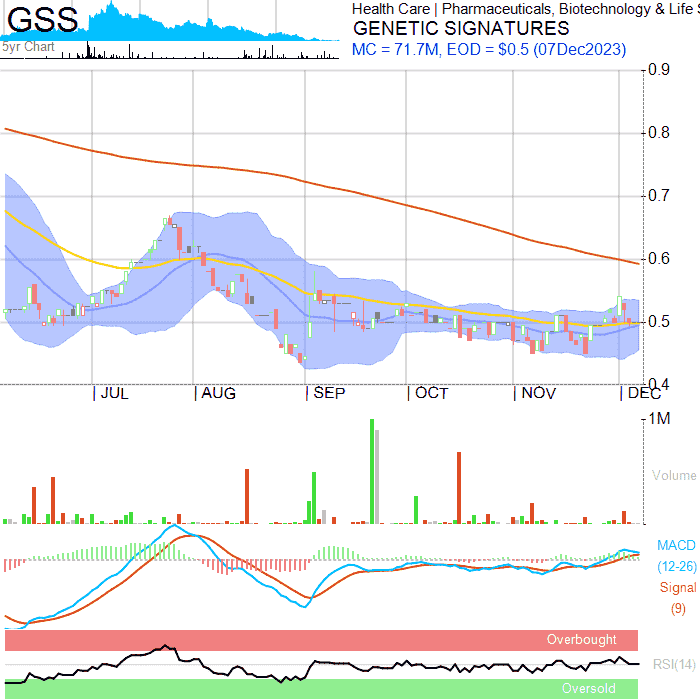 GSS
5yr Chart
Health Care | Pharmaceuticals, Biotechnology & Life S
GENETIC SIGNATURES
MC = 71.7M, EOD = $0.5 (07Dec2023)
0.9
0.8
0.7
0.6
0.5
0.4
JUL AUG SEP OCT NOV DEC
1M
Volume
MACD
(12-26)
Signal
(9)
Overbought
RSI(14)
Oversold